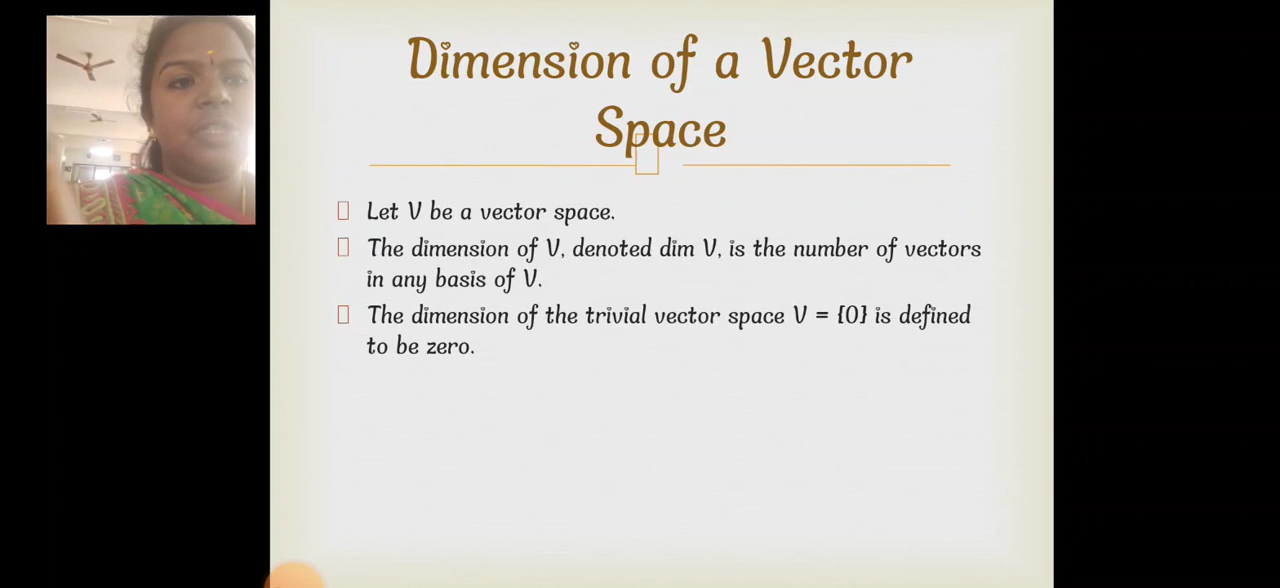 Dimension of a Vector
Space
Let V be a vector space.
The dimension of V, denoted dim V, is the number of vectors
in any basis of V.
The dimension of the trivial vector space V = {0} is defined
to be zero.